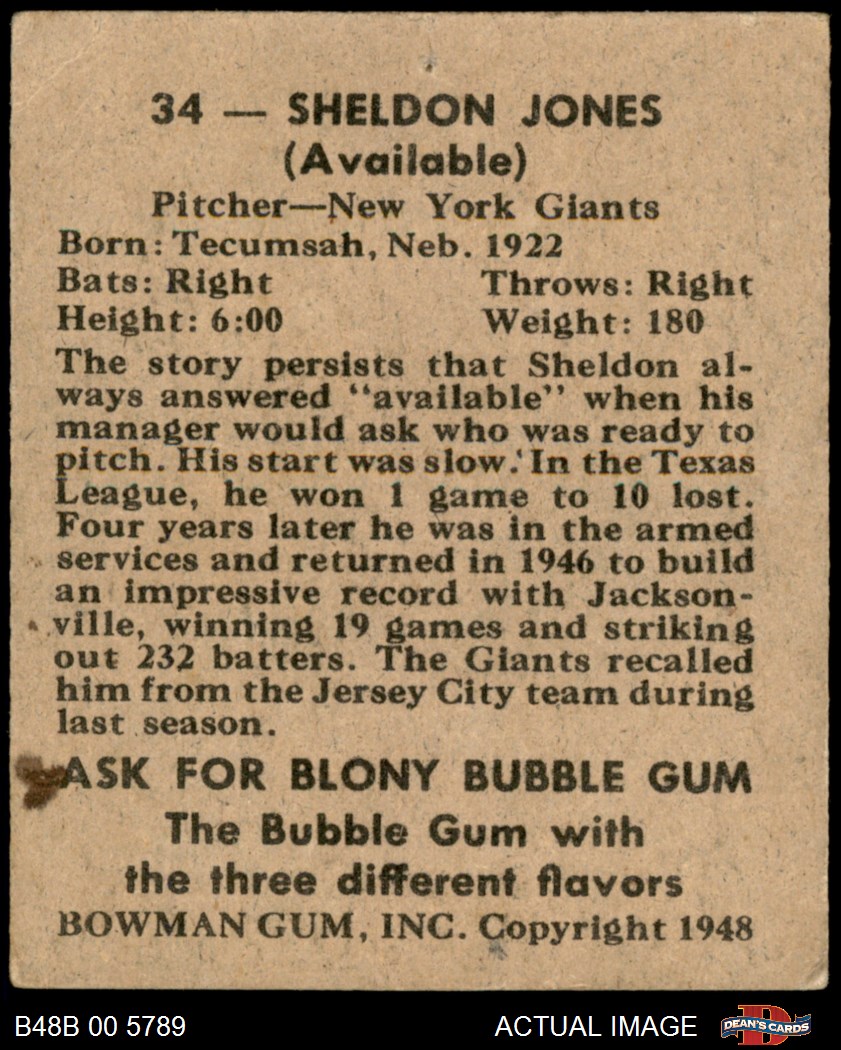 34 — SHELDON JONES
(Available)
Pitcher—New York Giants
Born: Tecumsah, Neb. 1922
Bats: Right Throws: Right
Height: 6:00 Weight: 180
The story persists that Sheldon al-
ways answered "available" when his
manager would ask who was ready to
pitch. His start was slow. In the Texas
League, he won 1 game to 10 lost.
Four years later he was in the armed
services and returned in 1946 to build
an impressive record with Jackson-
ville, winning 19 games and striking
out 232 batters. The Giants recalled
him from the Jersey City team during
last season.
ASK FOR BLONY BUBBLE GUM
The Bubble Gum with
the three different flavors
BOWMAN GUM, INC. Copyright 1948
B48B 00 5789 ACTUAL IMAGE D DEAN'S CARDS